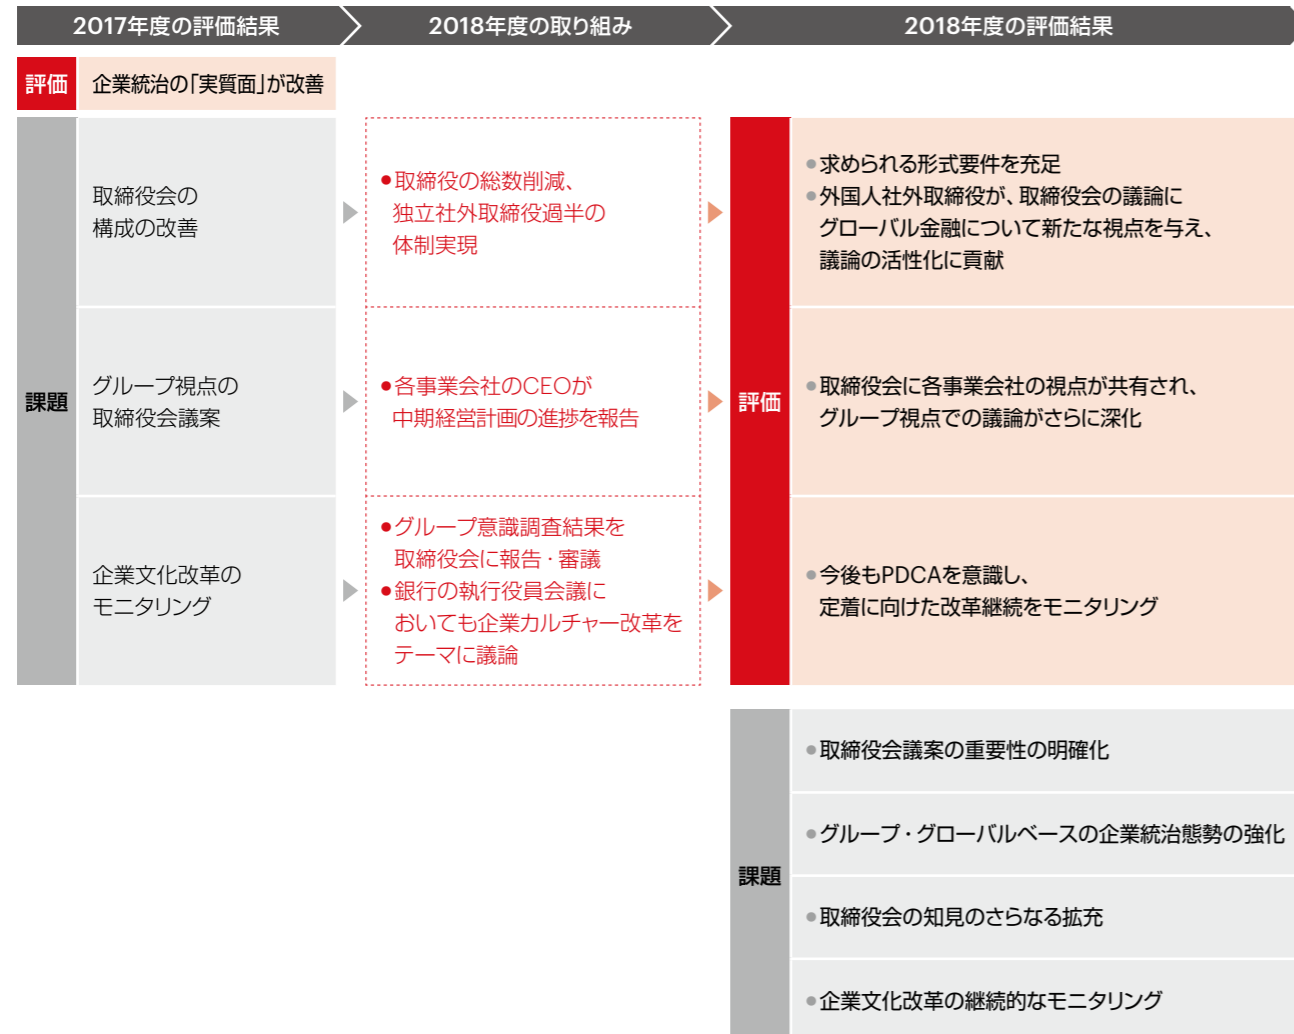 2017年度の評価結果
2018年度の取り組み
2018年度の評価結果
評価
企業統治の「実質面」が改善
課題
取締役会の
構成の改善
●取締役の総数削減、
独立社外取締役過半の
体制実現
評価
●求められる形式要件を充足
●外国人社外取締役が、取締役会の議論に
グローバル金融について新たな視点を与え、
議論の活性化に貢献
グループ視点の
取締役会議案
●各事業会社のCEOが
中期経営計画の進捗を報告
●取締役会に各事業会社の視点が共有され、
グループ視点での議論がさらに深化
企業文化改革の
モニタリング
●グループ意識調査結果を
取締役会に報告・審議
●銀行の執行役員会議に
おいても企業カルチャー改革を
テーマに議論
●今後もPDCAを意識し、
定着に向けた改革継続をモニタリング
課題
●取締役会議案の重要性の明確化
●グループ・グローバルベースの企業統治態勢の強化
●取締役会の知見のさらなる拡充
●企業文化改革の継続的なモニタリング